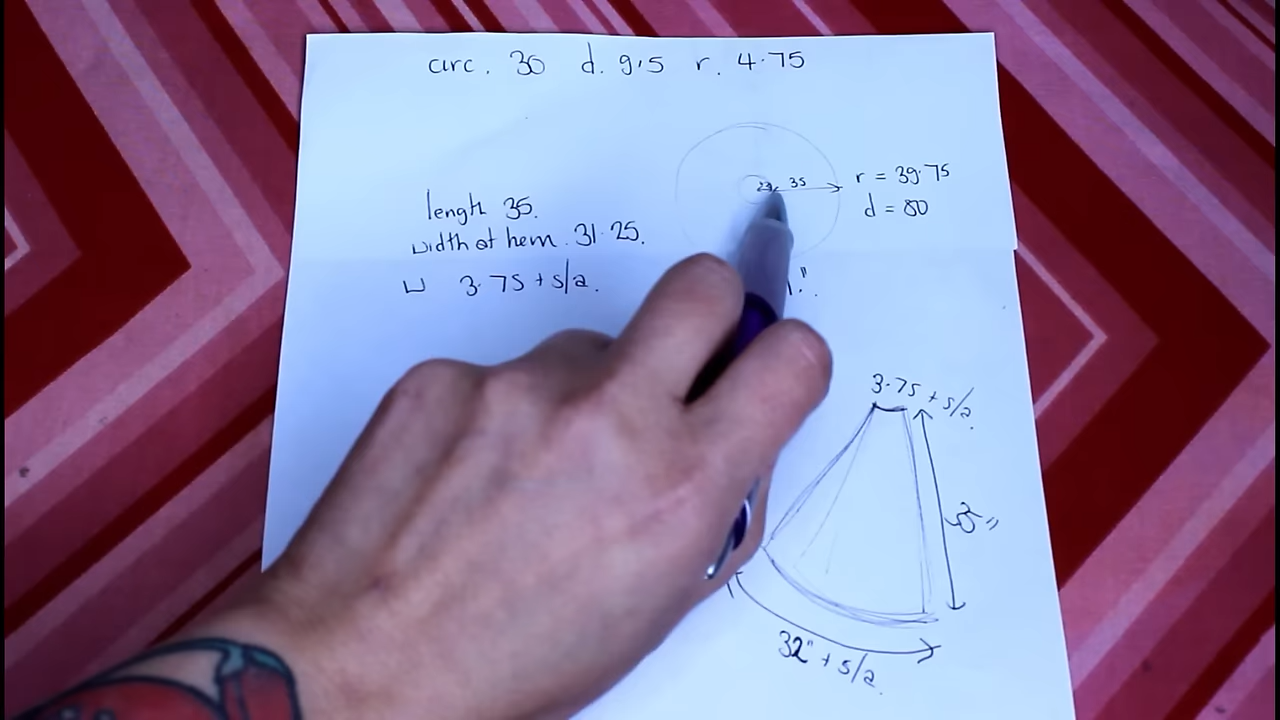 circ. 30 d. 9.5 r. 4.75
35 r = 39.75
d = 80
length 35.
width at hem. 31.25.
W 3.75 + s/a.
3.75 + s/a.
35"
32" + s/a.